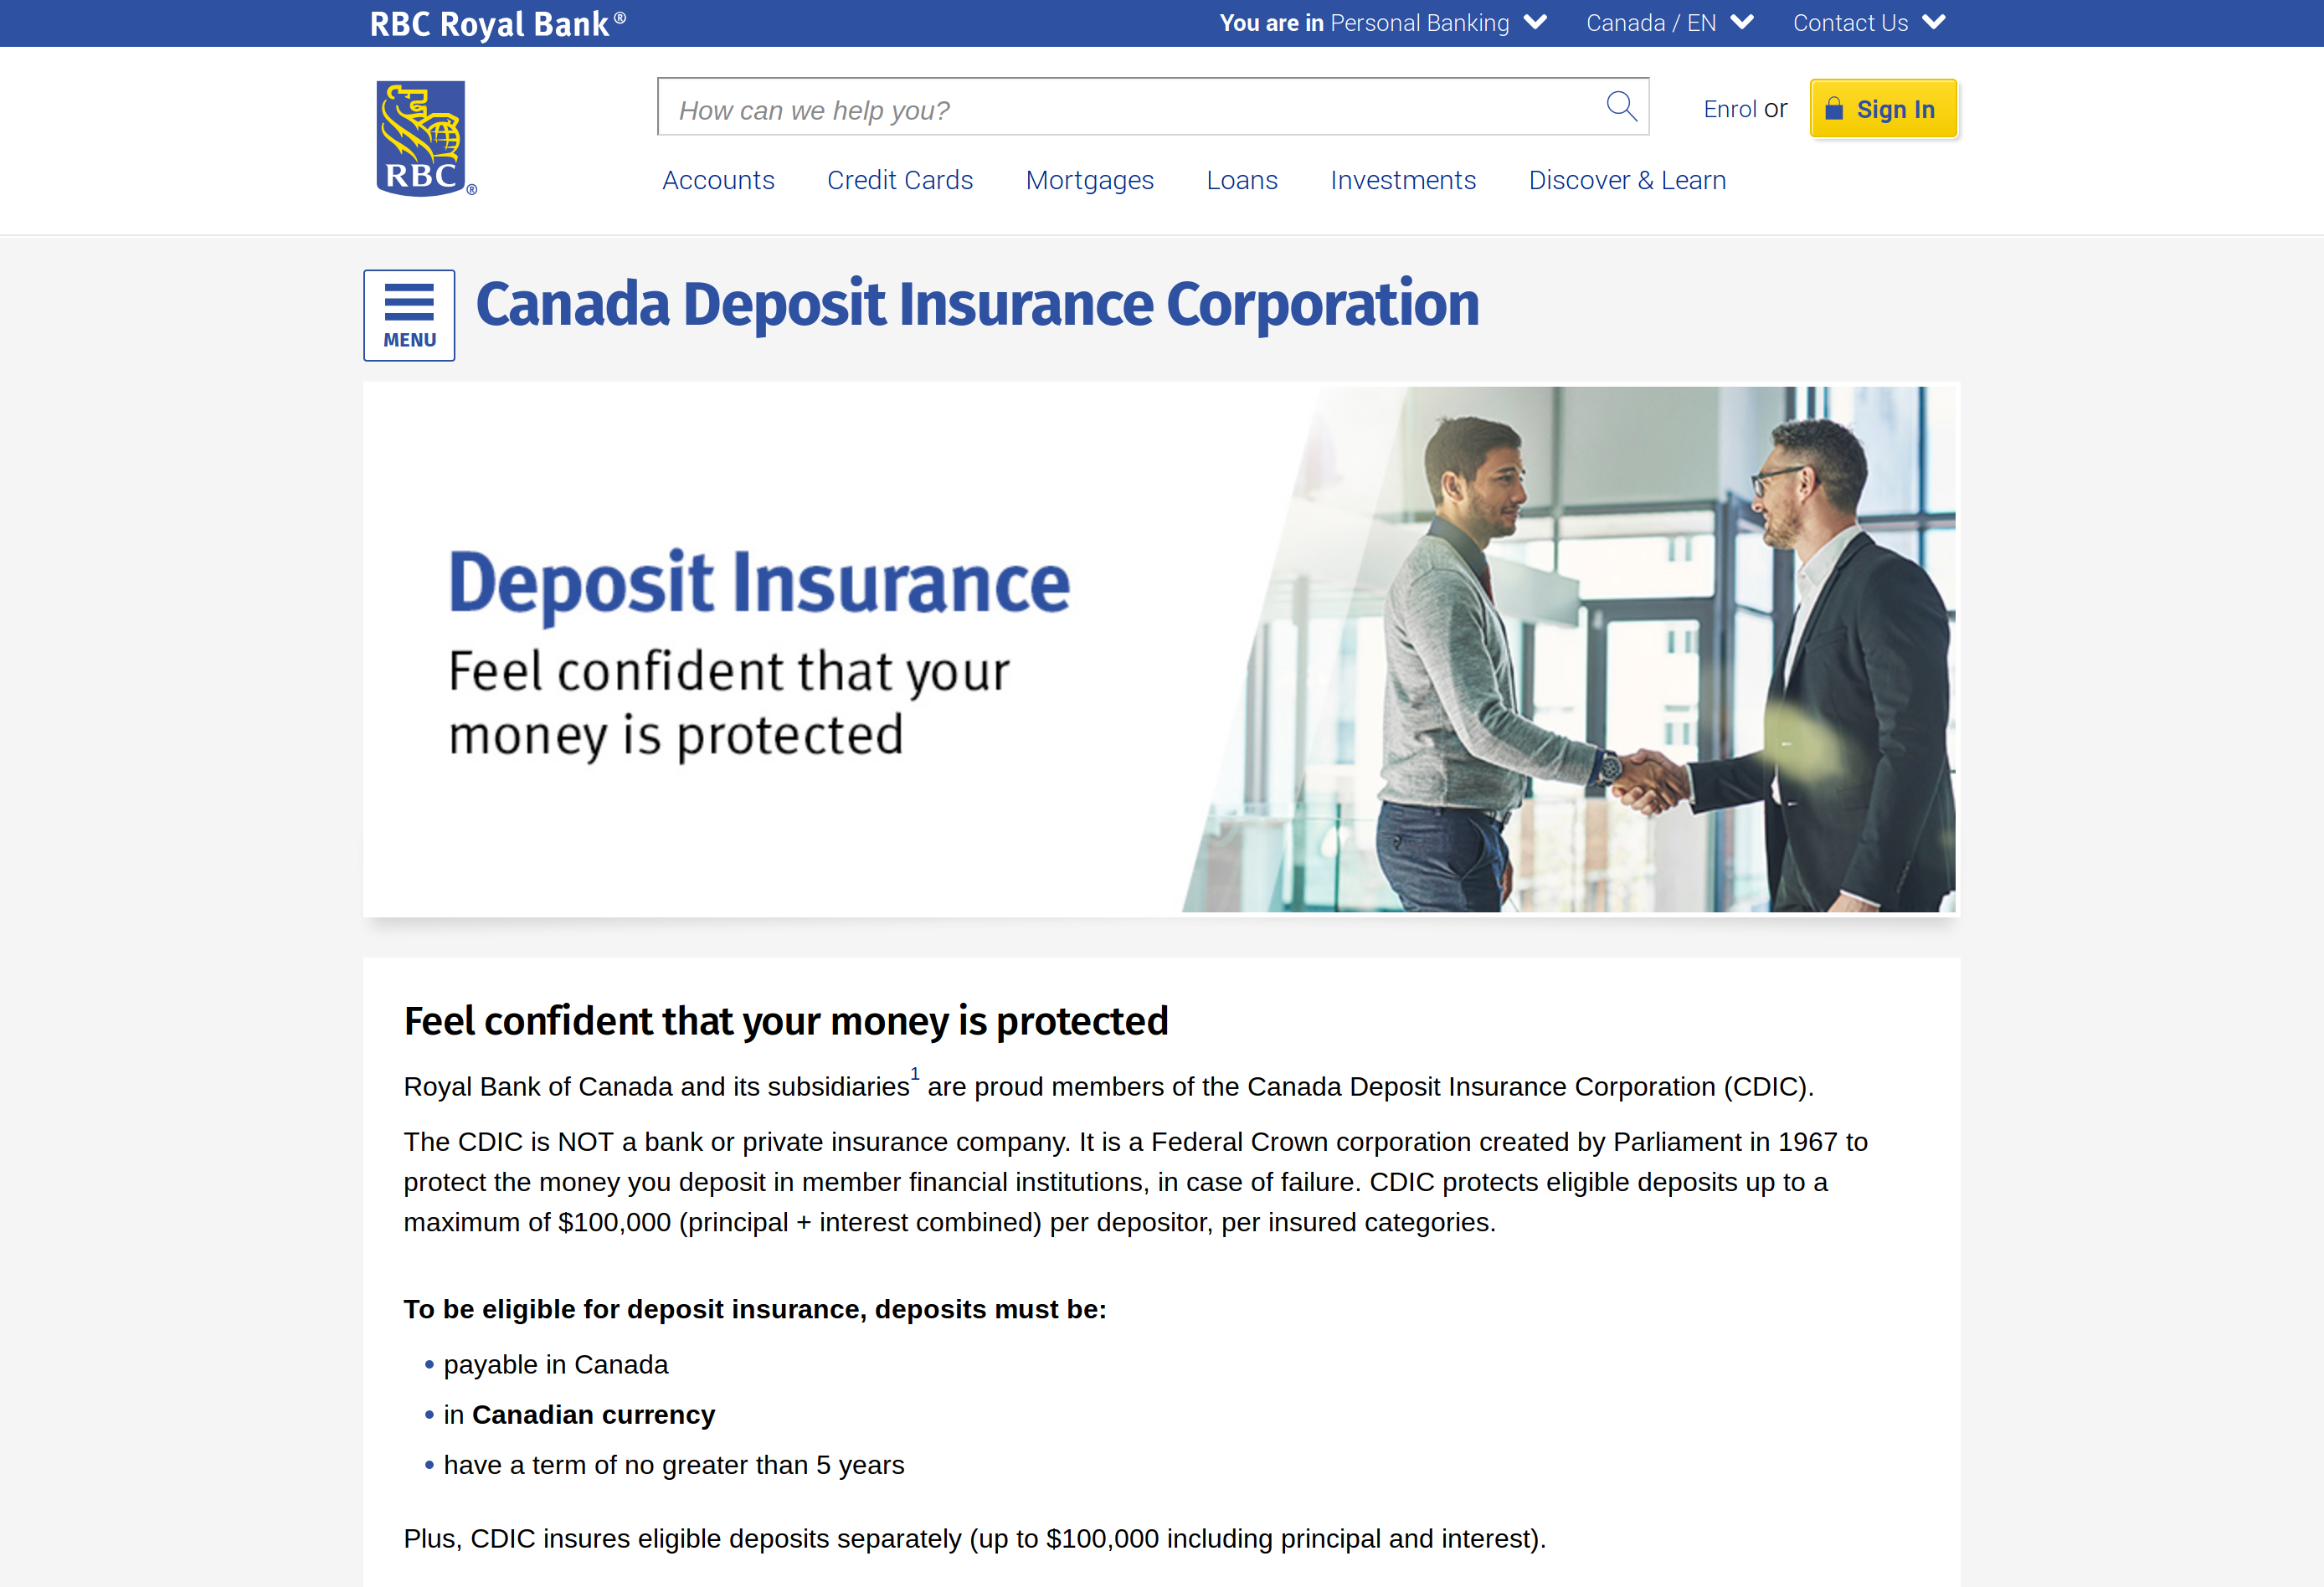 RBC Royal Bank®
You are in Personal Banking
Canada / EN
Contact Us
RBC®
How can we help you?
Enrol or
Sign In
Accounts
Credit Cards
Mortgages
Loans
Investments
Discover & Learn
MENU
Canada Deposit Insurance Corporation
Deposit Insurance
Feel confident that your
money is protected
Feel confident that your money is protected
Royal Bank of Canada and its subsidiaries1 are proud members of the Canada Deposit Insurance Corporation (CDIC).
The CDIC is NOT a bank or private insurance company. It is a Federal Crown corporation created by Parliament in 1967 to
protect the money you deposit in member financial institutions, in case of failure. CDIC protects eligible deposits up to a
maximum of $100,000 (principal + interest combined) per depositor, per insured categories.
To be eligible for deposit insurance, deposits must be:
• payable in Canada
• in Canadian currency
• have a term of no greater than 5 years
Plus, CDIC insures eligible deposits separately (up to $100,000 including principal and interest).